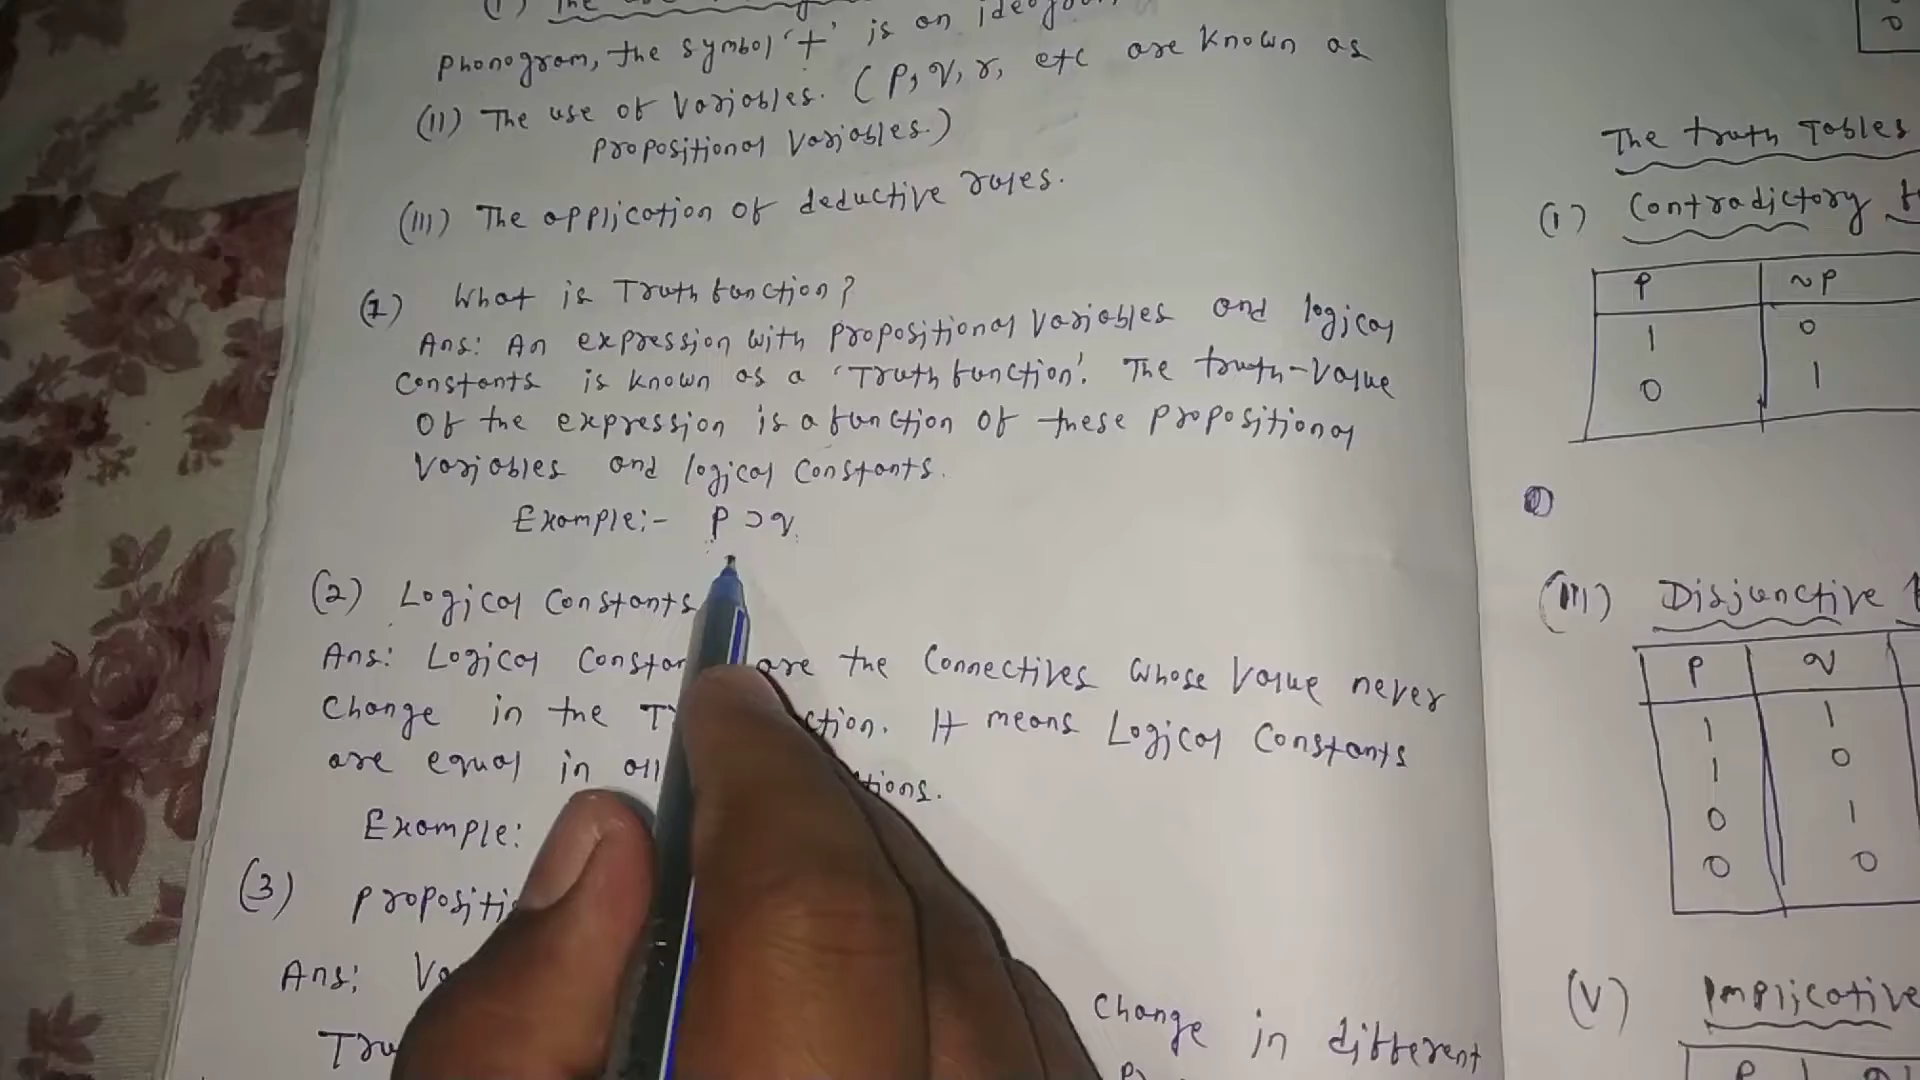 (I) The use
phonogram, the symbol '+' is an
(II) The use of Variables. (P, q, r, etc are known as
propositional Variables.)
(III) The application of deductive rules.
(1) What is Truth function?
Ans: An expression with propositional Variables and logical
Constants is known as a 'Truth function'. The truth-Value
Of the expression is a function of these propositional
Variables and logical Constants.
Example:- P ⊃ q
(2) Logical Constants
Ans: Logical are the Connectives whose Value never
Change in the It means Logical Constants
are equal in all
Example:
(3)
Ans:
Change in different
0
The truth Tables
(I) Contradictory
P ~P
1 0
0 1
(III) Disjunctive
P q
1 1
1 0
0 1
0 0
(V) Implicative
P q